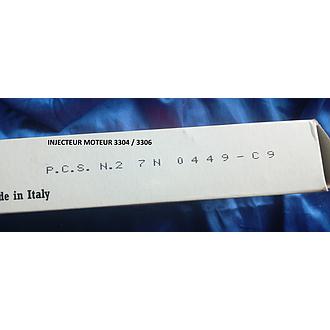 INJECTEUR MOTEUR 3304 / 3306
P.C.S. N.2 7N 0449-C9
de in Italy